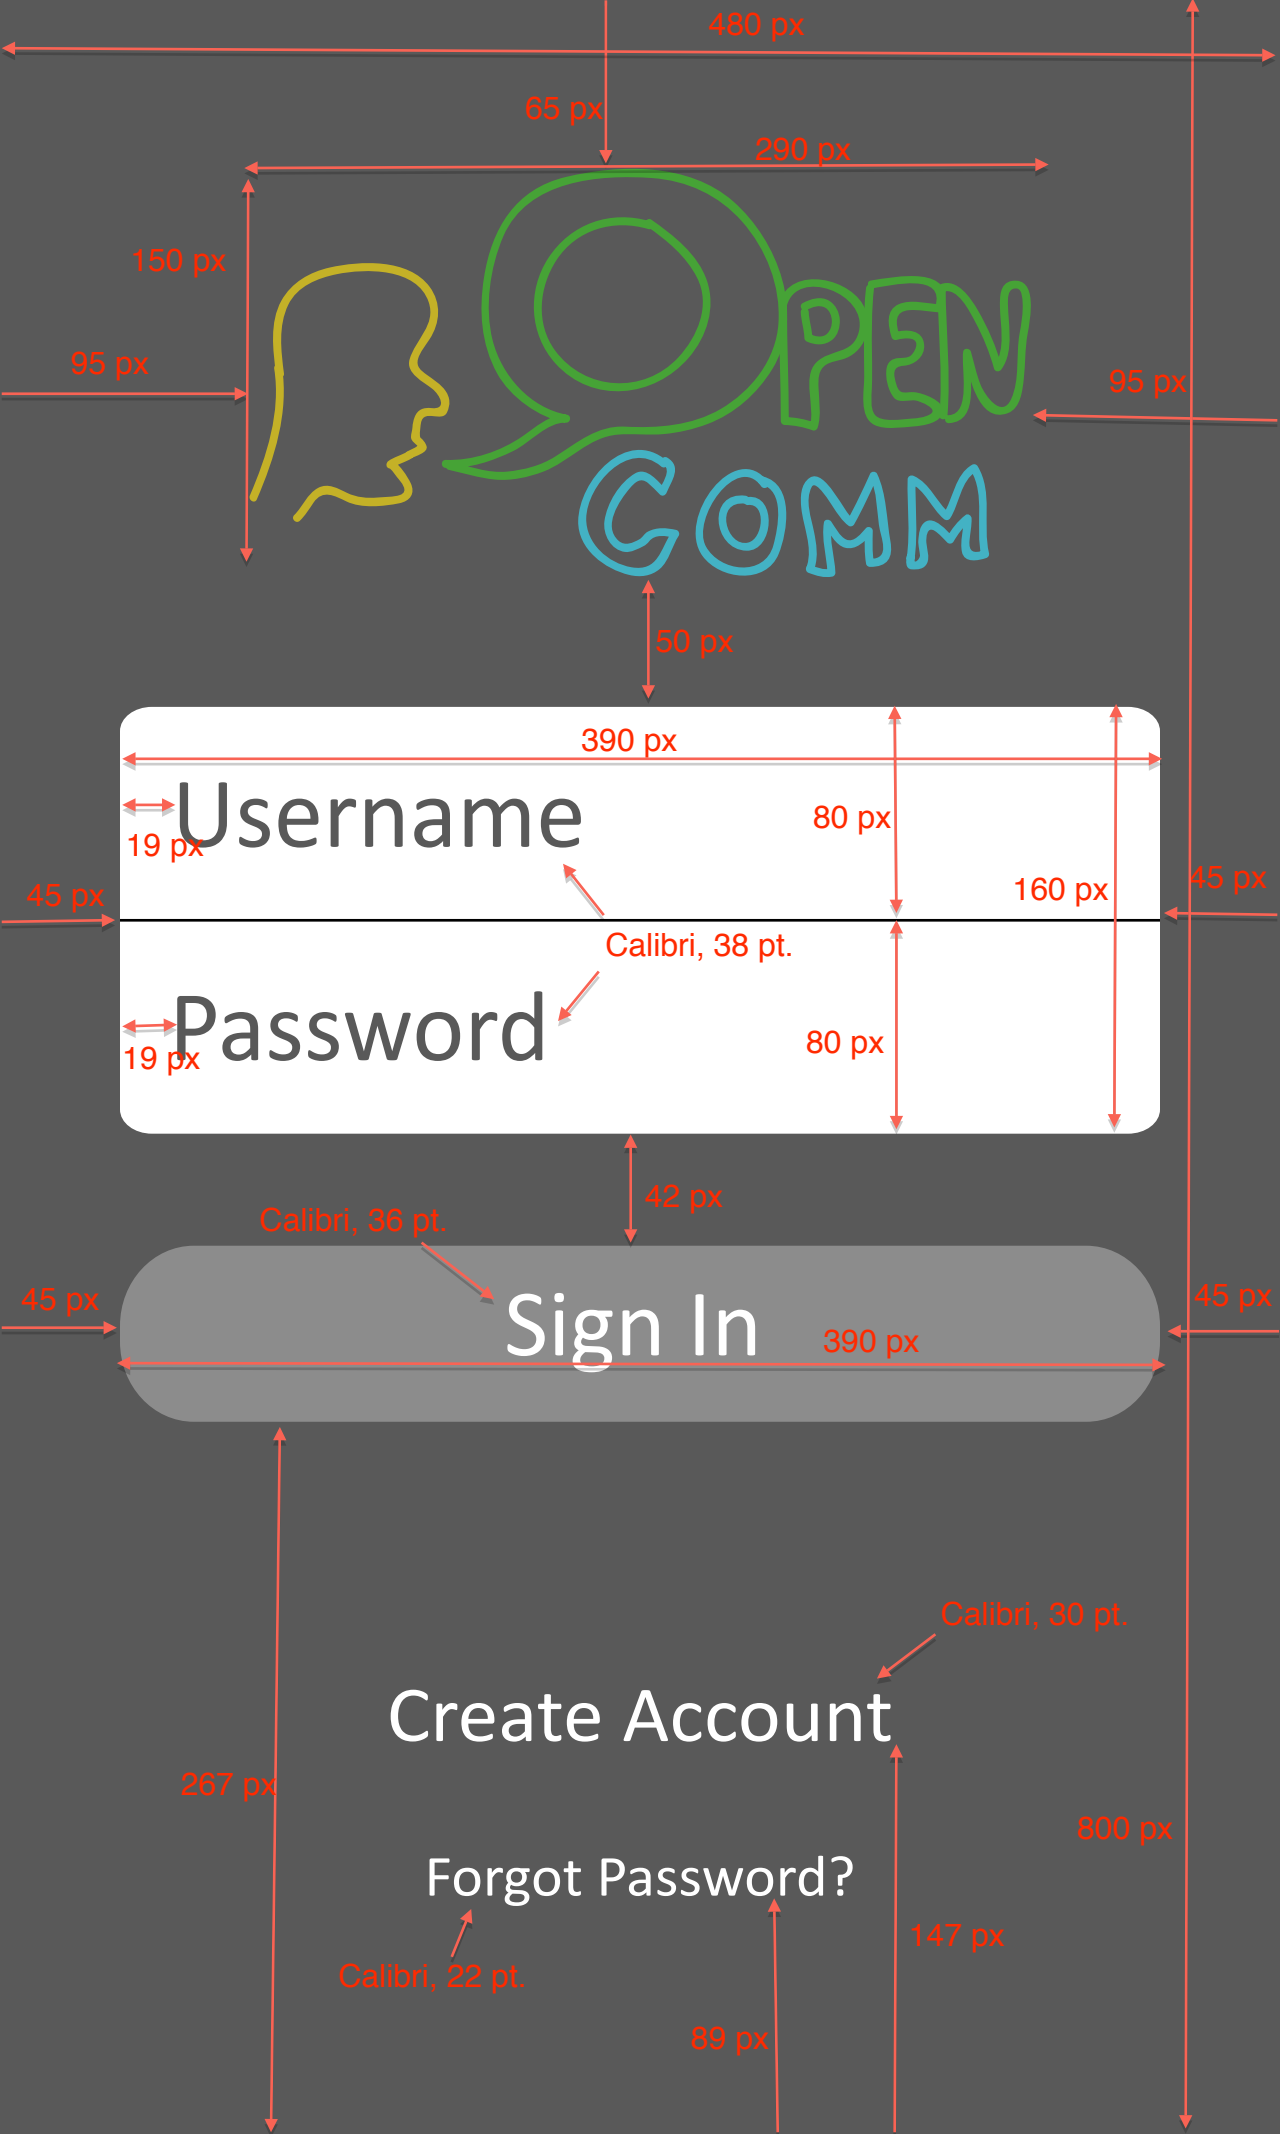 480 px
65 px
290 px
150 px
95 px
95 px
OPEN
COMM
50 px
390 px
Username
19 px
80 px
160 px
45 px
45 px
Calibri, 38 pt.
Password
19 px
80 px
42 px
Calibri, 36 pt.
45 px
45 px
Sign In
390 px
Calibri, 30 pt.
Create Account
267 px
800 px
Forgot Password?
147 px
Calibri, 22 pt.
89 px